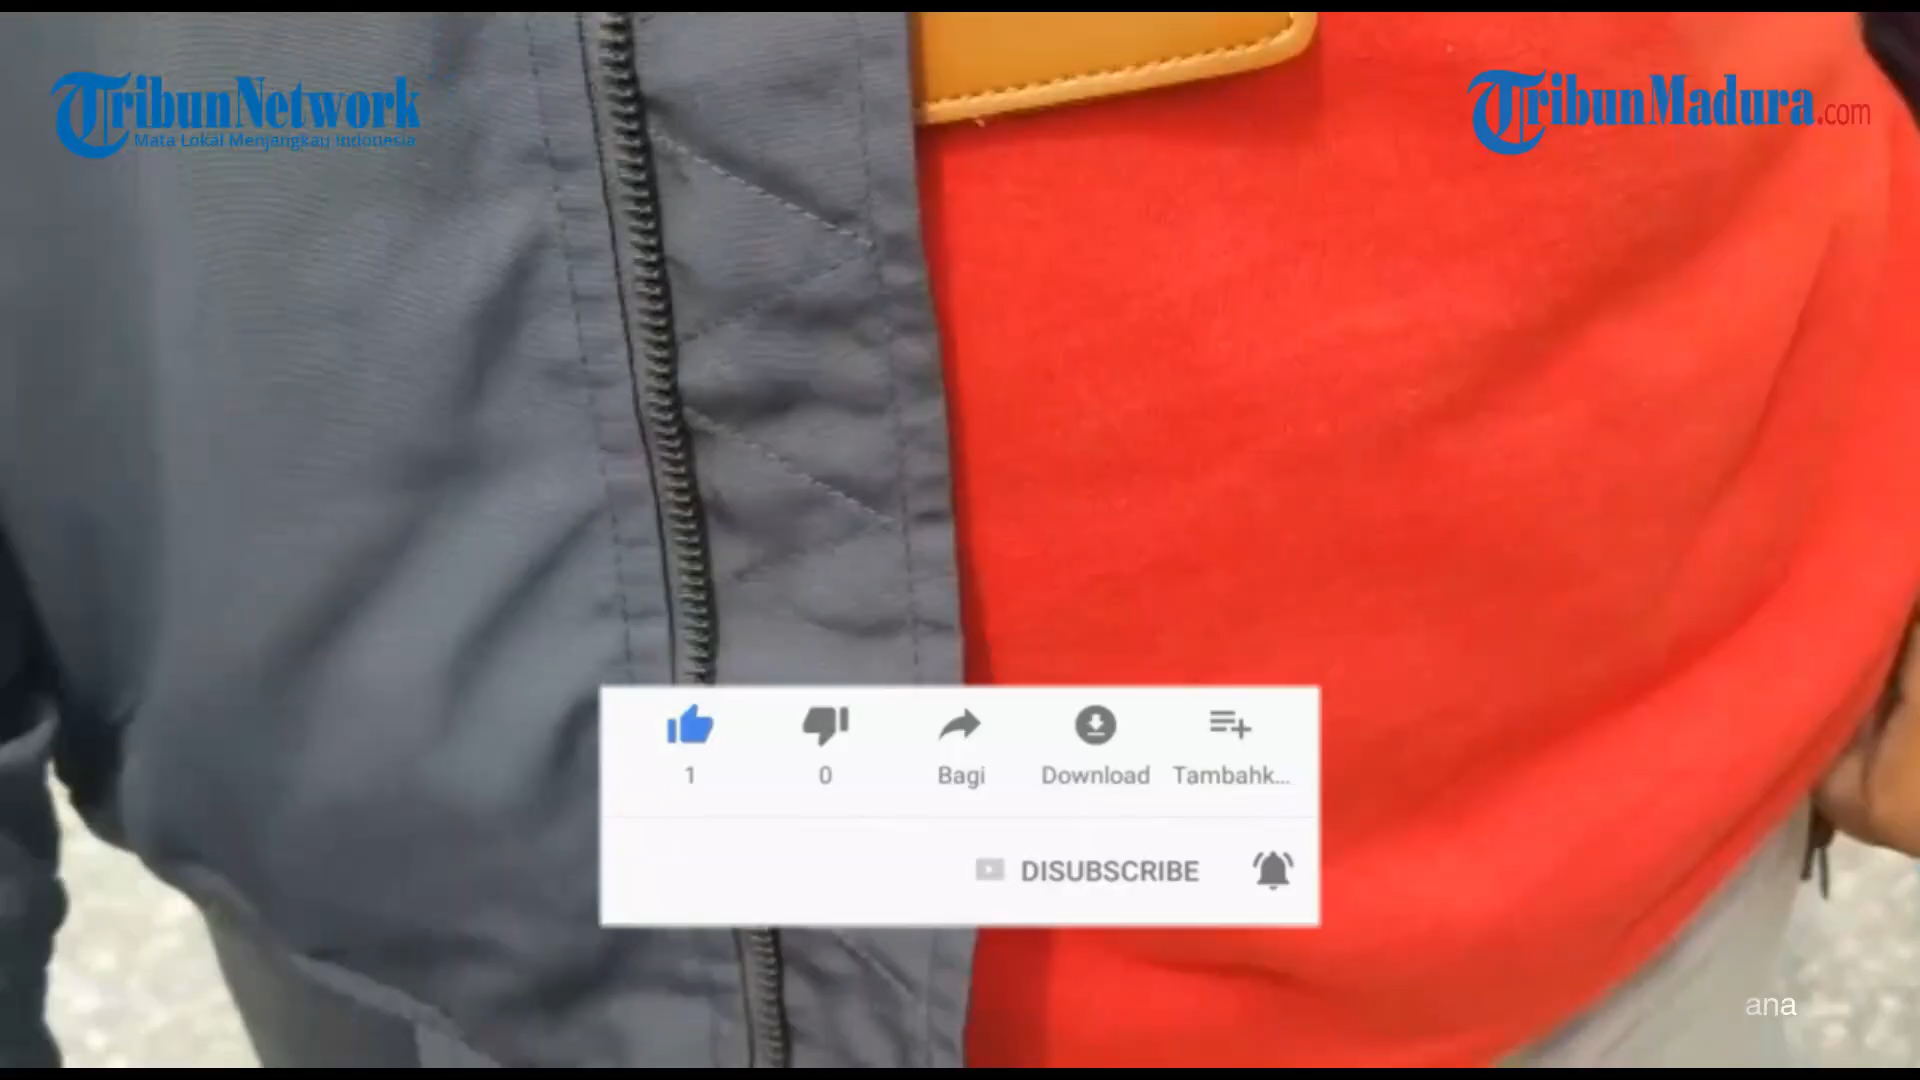 TribunNetwork
Mata Lokal Menjangkau Indonesia
TribunMadura.com
1
0
Bagi
Download
Tambahk...
DISUBSCRIBE
ana